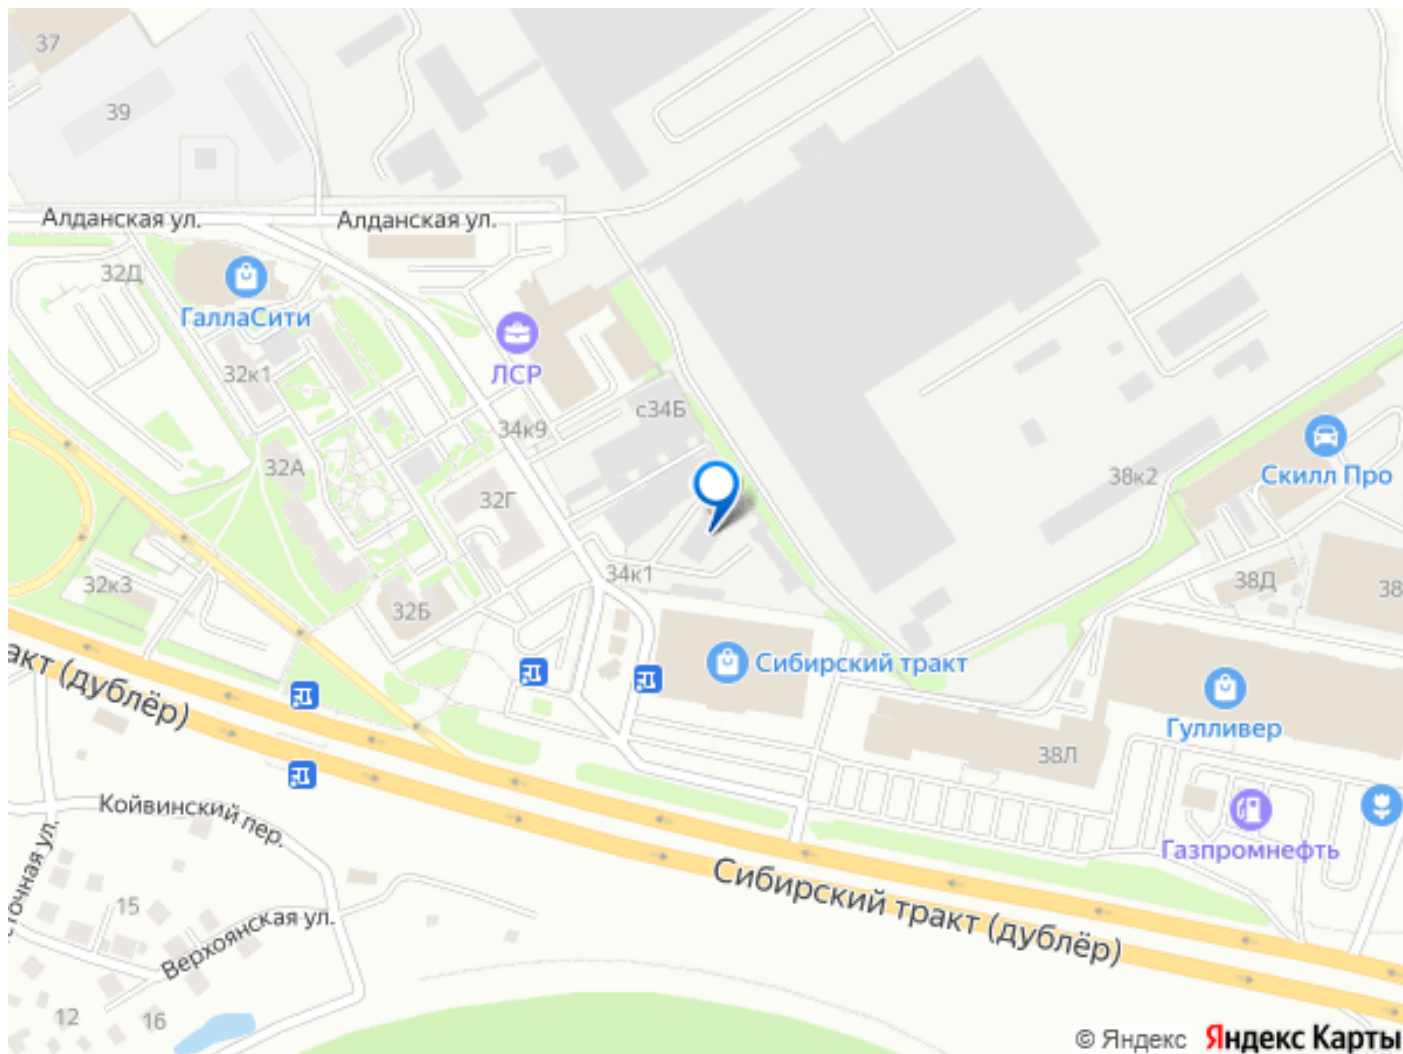 37
39
Алданская ул.
Алданская ул.
32Д
ГаллаСити
ЛСР
32к1
с34Б
34к9
32А
32Г
38к2
Скилл Про
32к3
34к1
38Д
38
32Б
Сибирский тракт
акт (дублёр)
Гулливер
38Л
Койвинский пер.
Газпромнефть
точная ул.
15
Сибирский тракт (дублёр)
Верхоянская ул.
12
16
© Яндекс Яндекс Карты